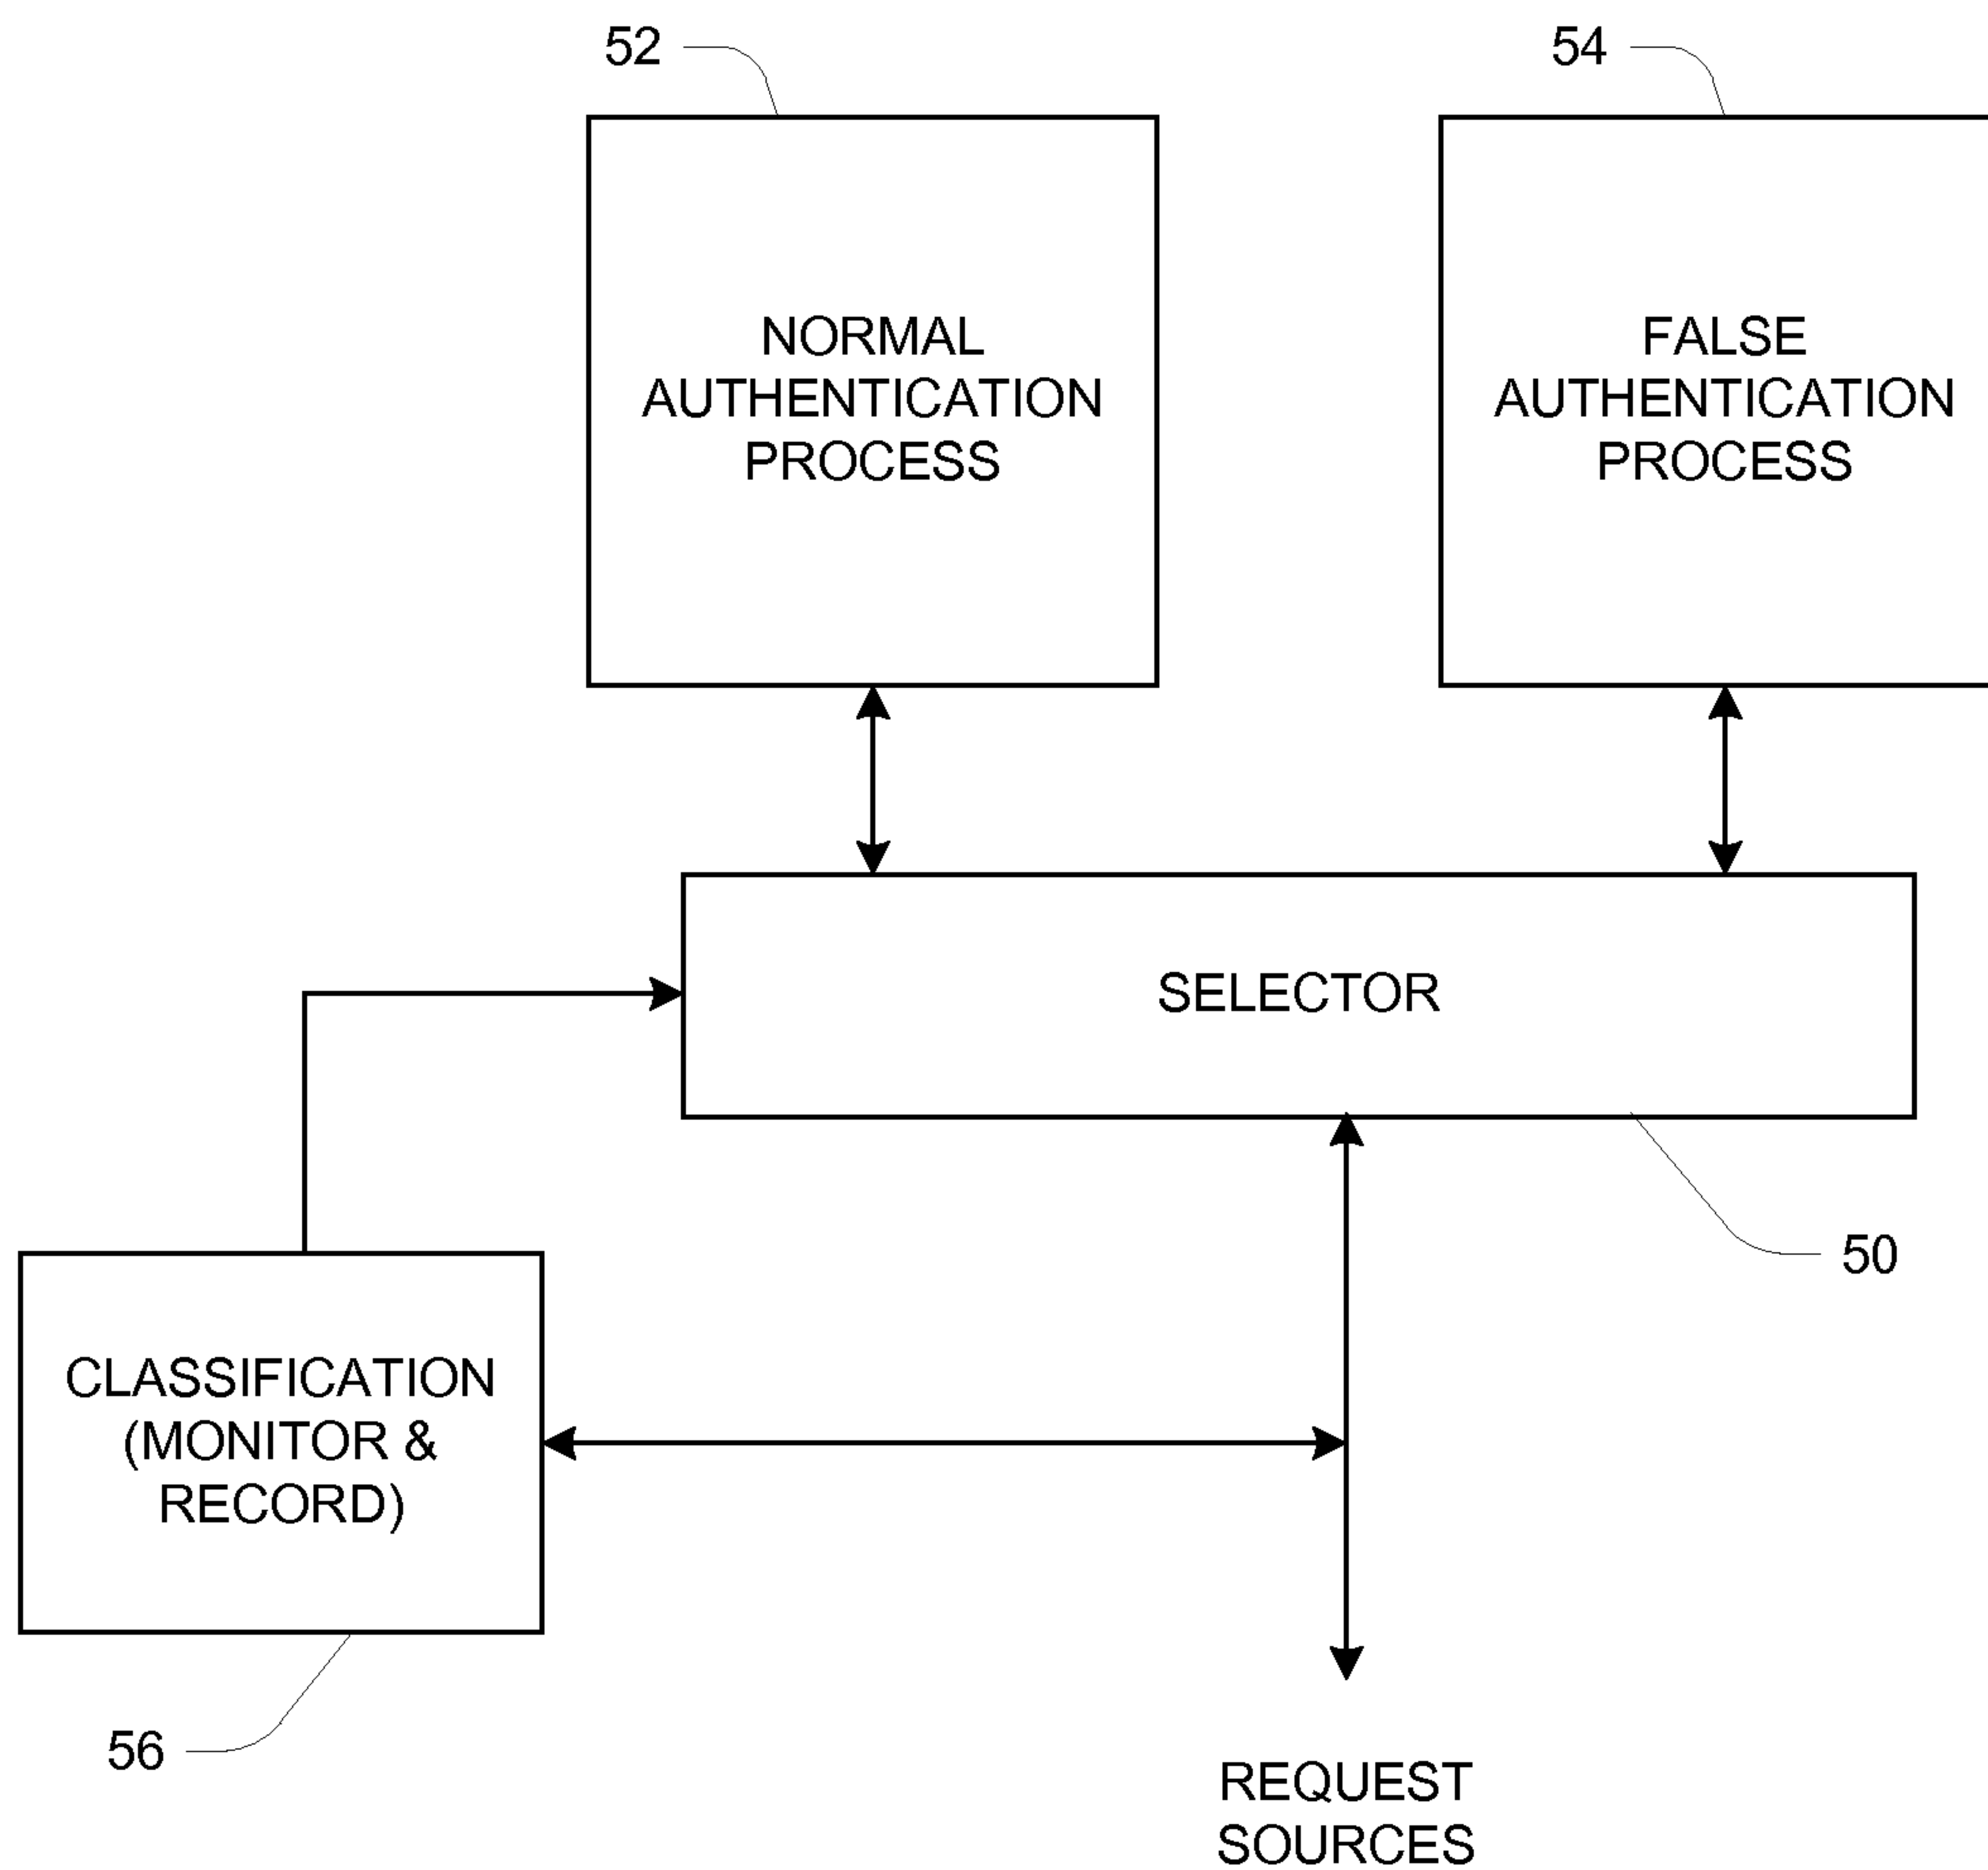 52
54
NORMAL
AUTHENTICATION
PROCESS
FALSE
AUTHENTICATION
PROCESS
SELECTOR
50
CLASSIFICATION
(MONITOR &
RECORD)
56
REQUEST
SOURCES